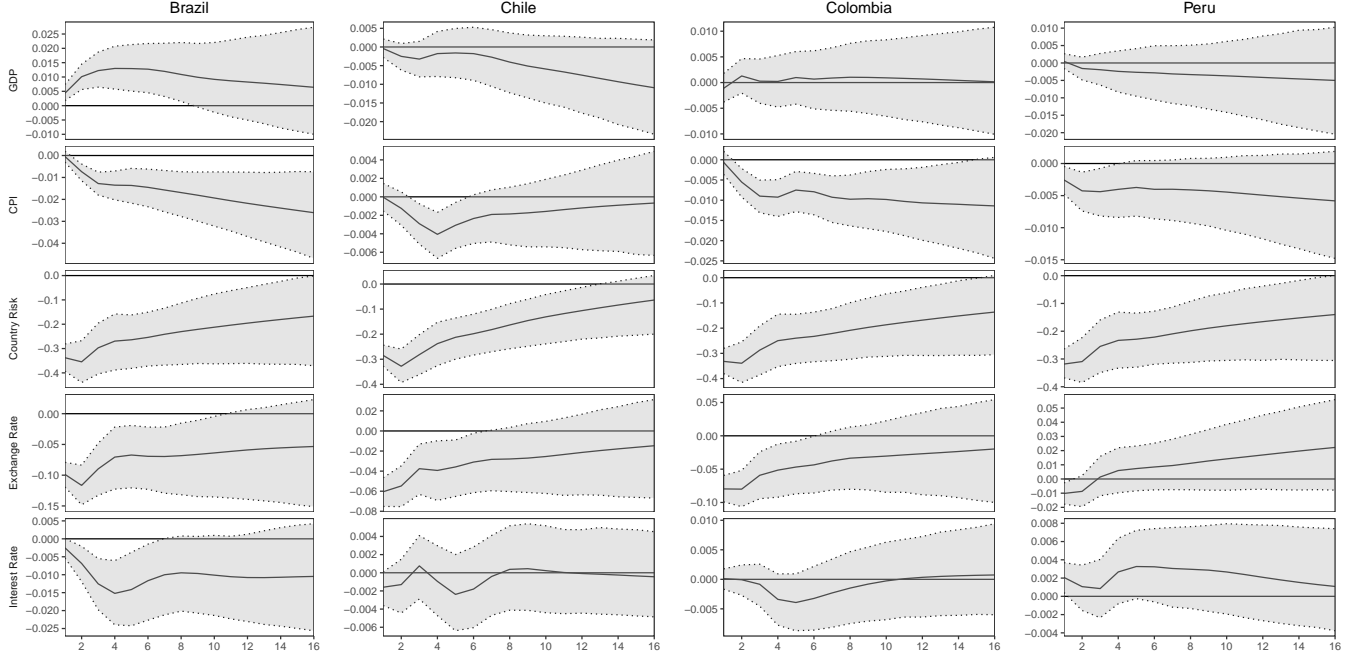 Brazil Chile Colombia Peru
GDP
0.025 0.020 0.015 0.010 0.005 0.000 −0.005 −0.010
0.005 0.000 −0.005 −0.010 −0.015 −0.020
0.010 0.005 0.000 −0.005 −0.010
0.010 0.005 0.000 −0.005 −0.010 −0.015 −0.020
CPI
0.00 −0.01 −0.02 −0.03 −0.04
0.004 0.002 0.000 −0.002 −0.004 −0.006
0.000 −0.005 −0.010 −0.015 −0.020 −0.025
0.000 −0.005 −0.010 −0.015
Country Risk
0.0 −0.1 −0.2 −0.3 −0.4
0.0 −0.1 −0.2 −0.3 −0.4
0.0 −0.1 −0.2 −0.3 −0.4
0.0 −0.1 −0.2 −0.3 −0.4
Exchange Rate
0.00 −0.05 −0.10 −0.15
0.02 0.00 −0.02 −0.04 −0.06 −0.08
0.05 0.00 −0.05 −0.10
0.05 0.04 0.03 0.02 0.01 0.00 −0.01 −0.02
Interest Rate
0.005 0.000 −0.005 −0.010 −0.015 −0.020 −0.025
0.004 0.002 0.000 −0.002 −0.004 −0.006
0.010 0.005 0.000 −0.005
0.008 0.006 0.004 0.002 0.000 −0.002 −0.004
2 4 6 8 10 12 14 16
2 4 6 8 10 12 14 16
2 4 6 8 10 12 14 16
2 4 6 8 10 12 14 16